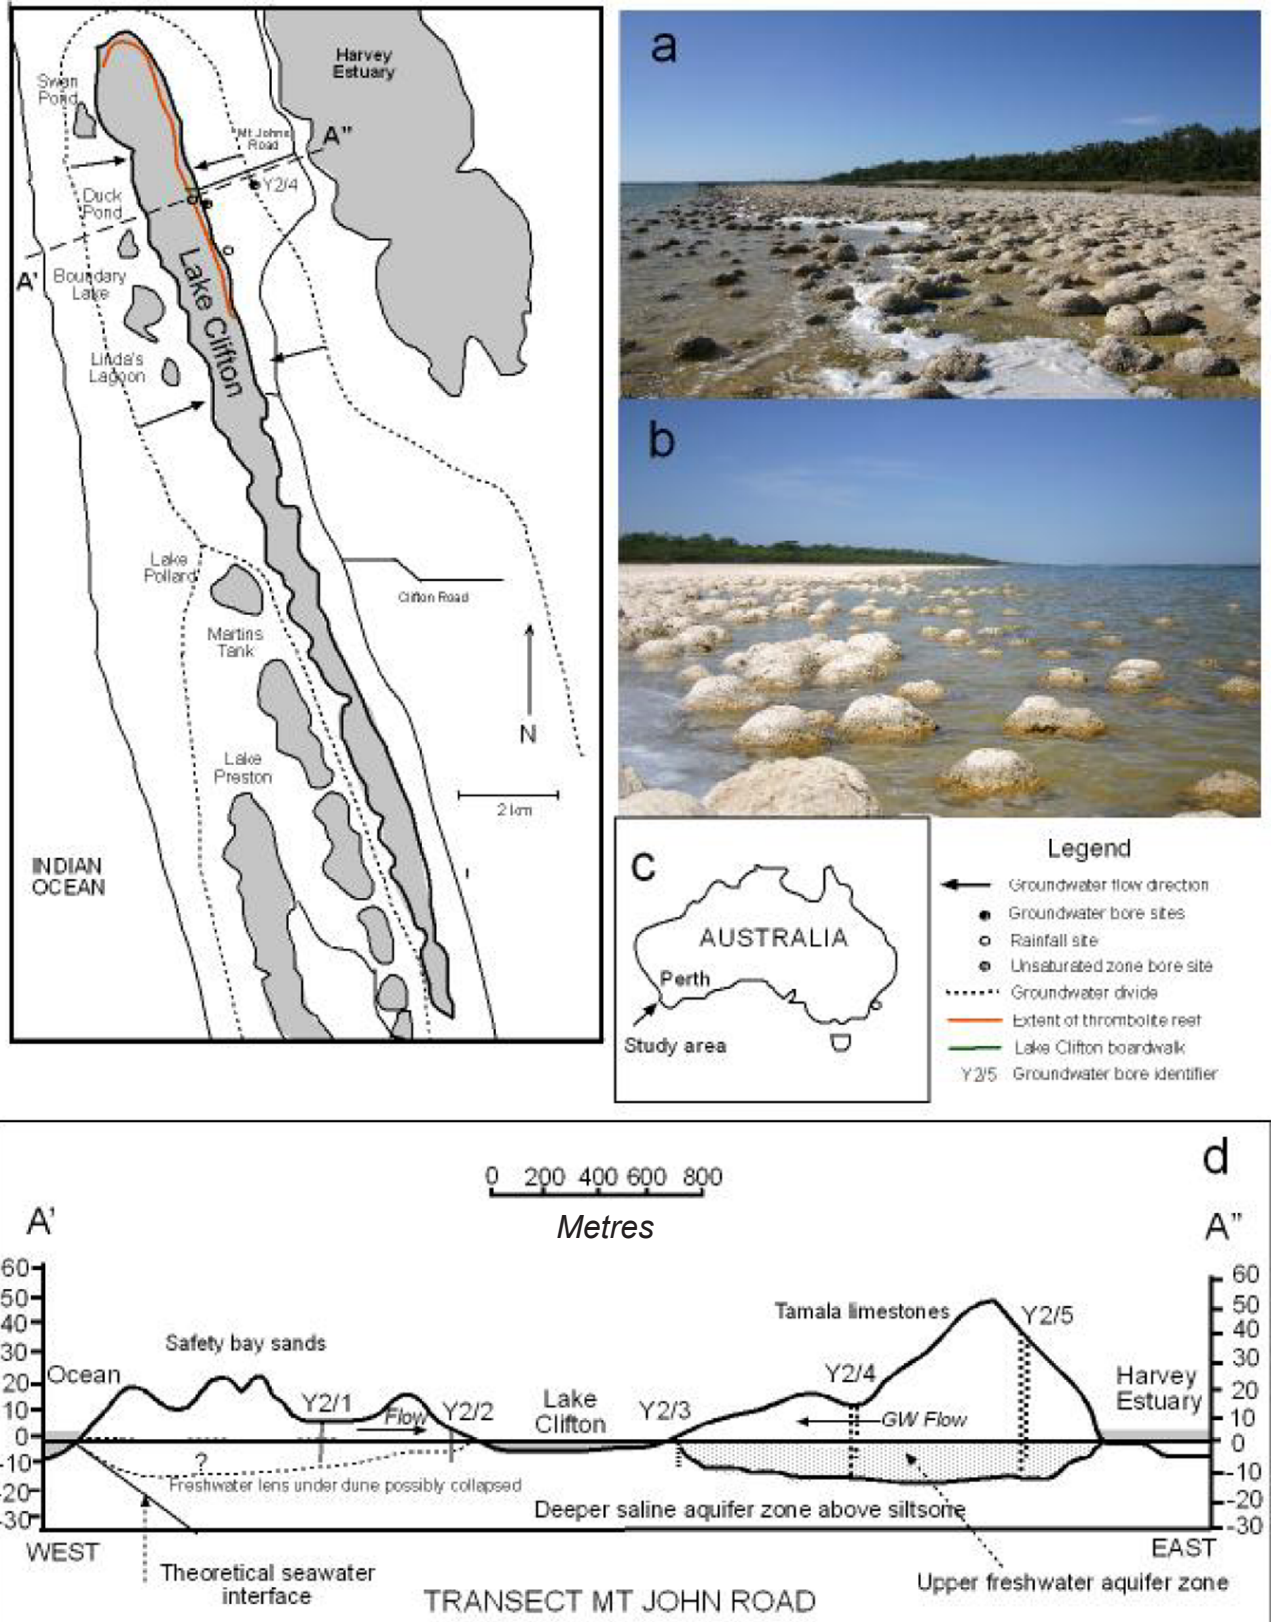 Harvey
Estuary
Swan
Pond
Mt Johns
Road
A"
Y2/4
Duck
Pond
A'
Boundary
Lake
Lake Clifton
Linda's
Lagoon
Lake
Pollard
Clifton Road
Martins
Tank
N
Lake
Preston
2 km
INDIAN
OCEAN
a
b
c
AUSTRALIA
Perth
Study area
Legend
Groundwater flow direction
Groundwater bore sites
Rainfall site
Unsaturated zone bore site
Groundwater divide
Extent of thrombolite reef
Lake Clifton boardwalk
Y2/5 Groundwater bore identifier
d
0 200 400 600 800
Metres
A'
A"
60
50
40
30
20
10
0
-10
-20
-30
60
50
40
30
20
10
0
-10
-20
-30
Tamala limestones
Y2/5
Safety bay sands
Ocean
Y2/4
Harvey
Estuary
Y2/1
Flow
Y2/2
Lake
Clifton
Y2/3
GW Flow
?
Freshwater lens under dune possibly collapsed
Deeper saline aquifer zone above siltsone
WEST
EAST
Theoretical seawater
interface
Upper freshwater aquifer zone
TRANSECT MT JOHN ROAD